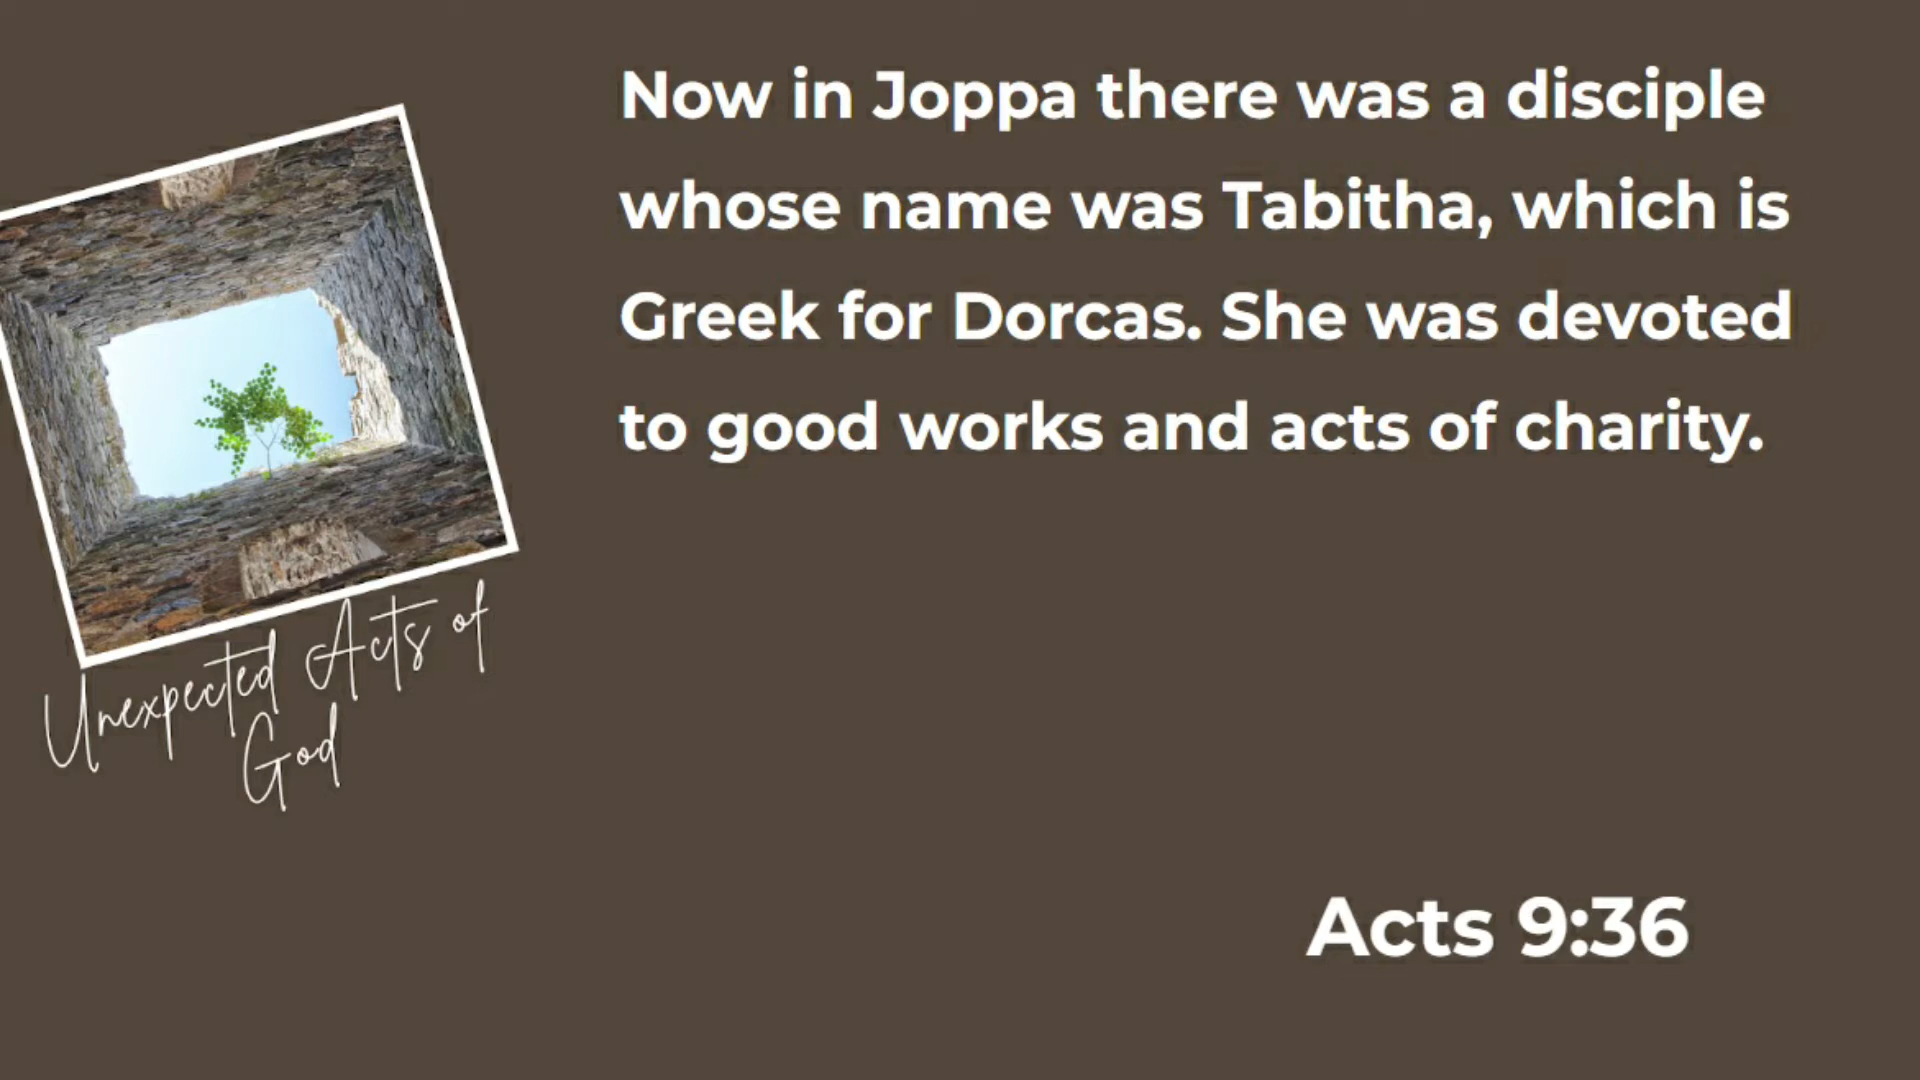 Now in Joppa there was a disciple
whose name was Tabitha, which is
Greek for Dorcas. She was devoted
to good works and acts of charity.
Unexpected Acts of
God
Acts 9:36